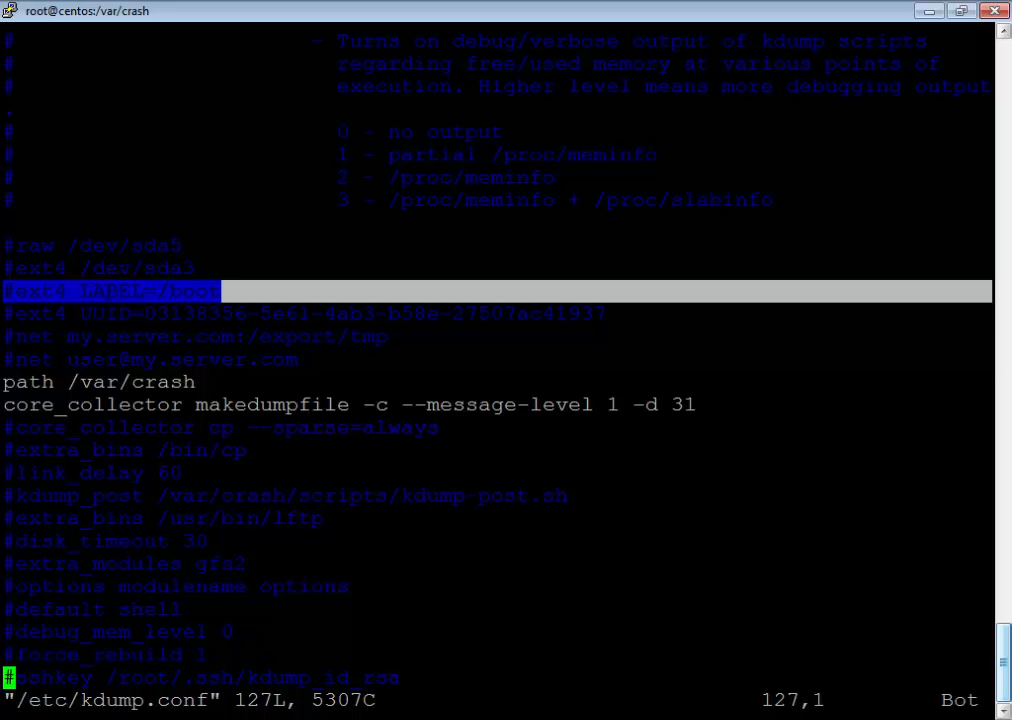 root@centos:/var/crash
# - Turns on debug/verbose output of kdump scripts
# regarding free/used memory at various points of
# execution. Higher level means more debugging output
.
# 0 - no output
# 1 - partial /proc/meminfo
# 2 - /proc/meminfo
# 3 - /proc/meminfo + /proc/slabinfo
#raw /dev/sda5
#ext4 /dev/sda3
#ext4 LABEL=/boot
#ext4 UUID=03138356-5e61-4ab3-b58e-27507ac41937
#net my.server.com:/export/tmp
#net user@my.server.com
path /var/crash
core_collector makedumpfile -c --message-level 1 -d 31
#core_collector cp --sparse=always
#extra_bins /bin/cp
#link_delay 60
#kdump_post /var/crash/scripts/kdump-post.sh
#extra_bins /usr/bin/lftp
#disk_timeout 30
#extra_modules gfs2
#options modulename options
#default shell
#debug_mem_level 0
#force_rebuild 1
#sshkey /root/.ssh/kdump_id_rsa
"/etc/kdump.conf" 127L, 5307C 127,1 Bot